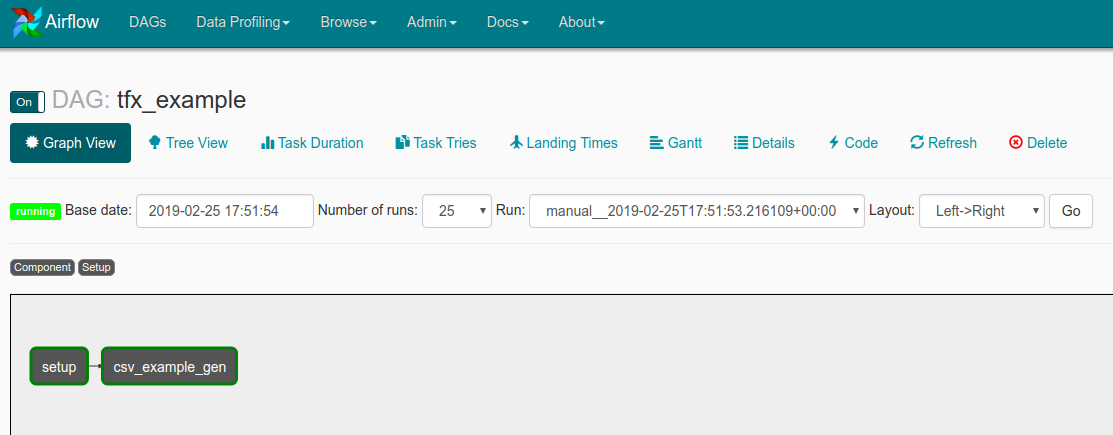 Airflow DAGs Data Profiling Browse Admin Docs About
On DAG: tfx_example
Graph View Tree View Task Duration Task Tries Landing Times Gantt Details Code Refresh Delete
running Base date: 2019-02-25 17:51:54 Number of runs: 25 Run: manual__2019-02-25T17:51:53.216109+00:00 Layout: Left->Right Go
Component Setup
setup csv_example_gen